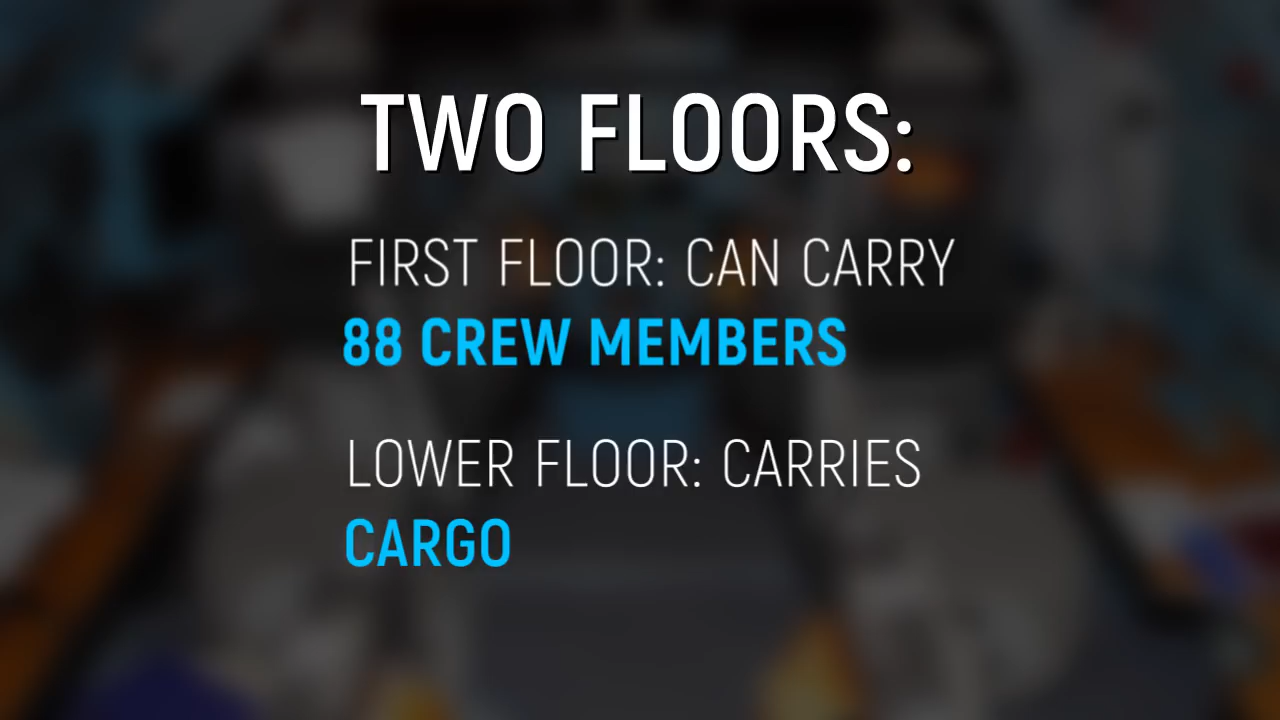 TWO FLOORS:
FIRST FLOOR: CAN CARRY
88 CREW MEMBERS
LOWER FLOOR: CARRIES
CARGO